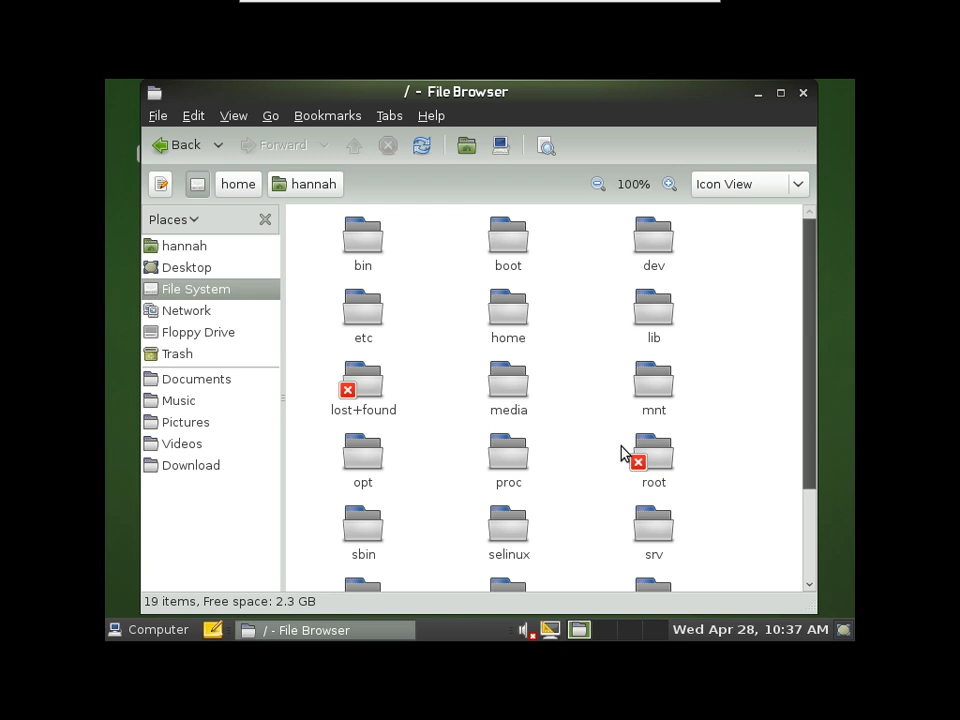 / - File Browser
File Edit View Go Bookmarks Tabs Help
Back Forward
home hannah 100% Icon View
Places
hannah
Desktop
File System
Network
Floppy Drive
Trash
Documents
Music
Pictures
Videos
Download
bin boot dev
etc home lib
lost+found media mnt
opt proc root
sbin selinux srv
19 items, Free space: 2.3 GB
Computer / - File Browser Wed Apr 28, 10:37 AM